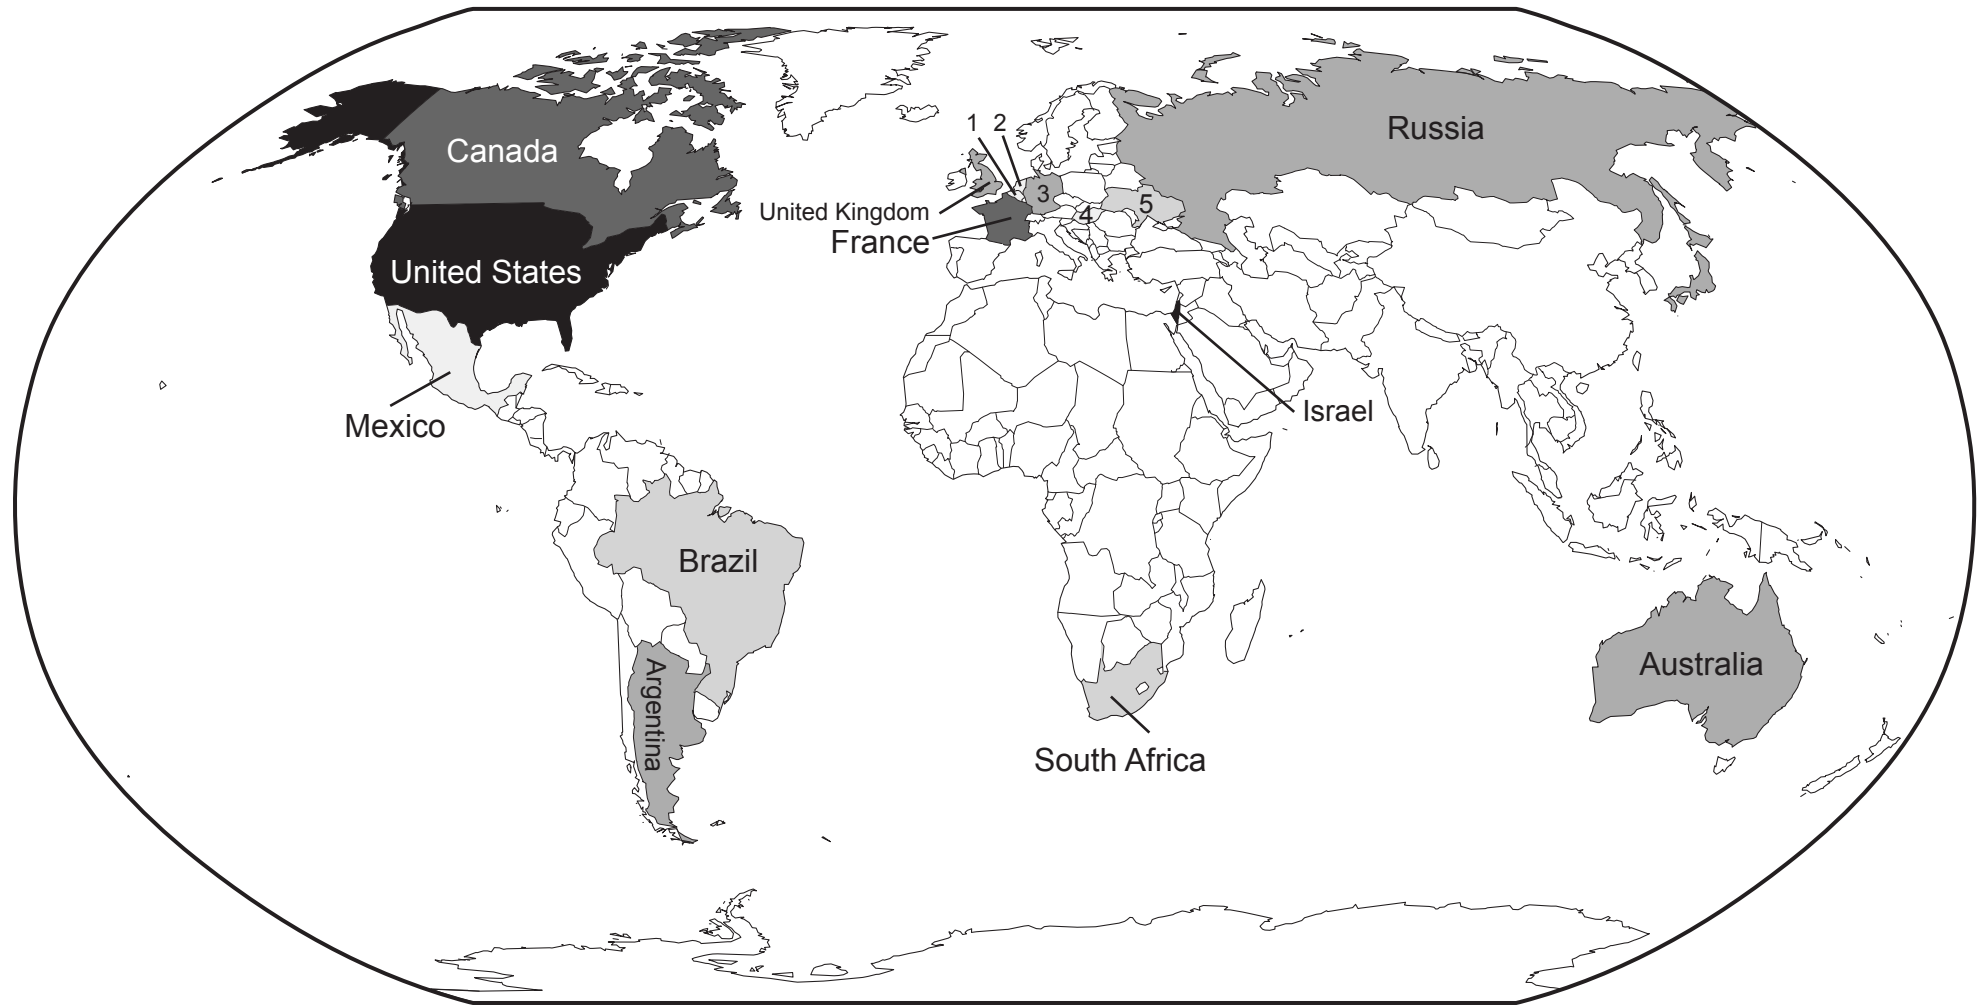 1 2
Canada
Russia
3
United Kingdom
4
5
France
United States
Israel
Mexico
Brazil
Argentina
Australia
South Africa